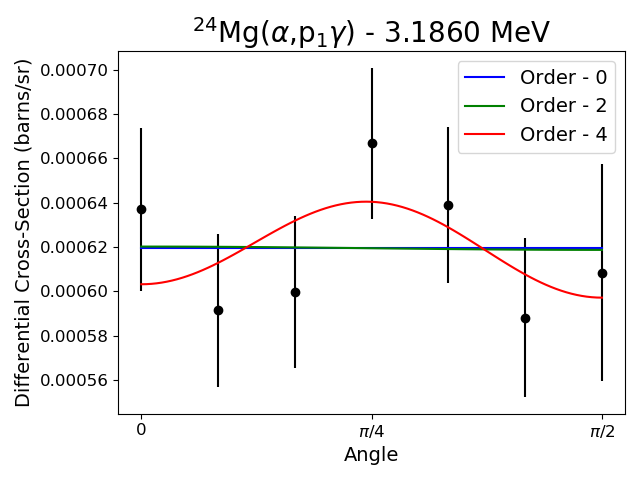 ²⁴Mg(α,p₁γ) - 3.1860 MeV
Differential Cross-Section (barns/sr)
0.00070
0.00068
0.00066
0.00064
0.00062
0.00060
0.00058
0.00056
Order - 0
Order - 2
Order - 4
0
π/4
π/2
Angle